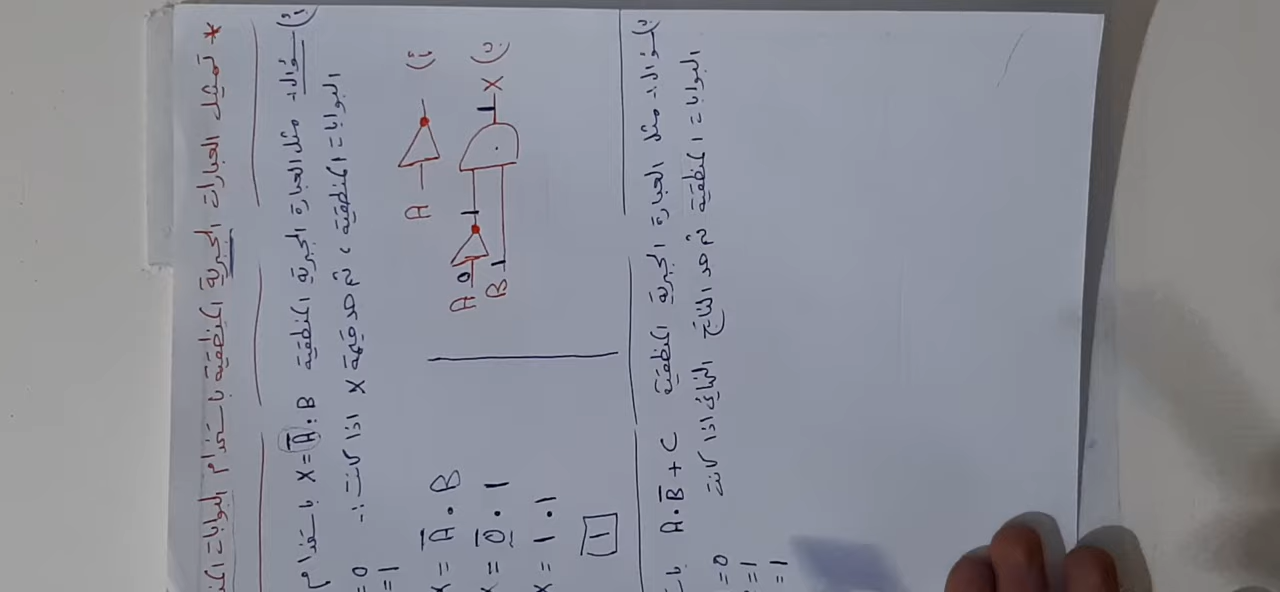 * تمثيل العبارات الجبرية المنطقية باستخدام البوابات
أ) سؤال:- مثل العبارة الجبرية المنطقية X = A̅ . B باستخدام
البوابات المنطقية ، ثم جد قيمة X اذا كانت :-
= 0
= 1
أ) A
ب) X
A 0 1
B 1 1
X = A̅ . B
X = 0̅ . 1
X = 1 . 1
1
ب) سؤال:- مثل العبارة الجبرية المنطقية A . B̅ + C
البوابات المنطقية ثم جد الناتج النهائي اذا كانت
= 0
= 1
= 1